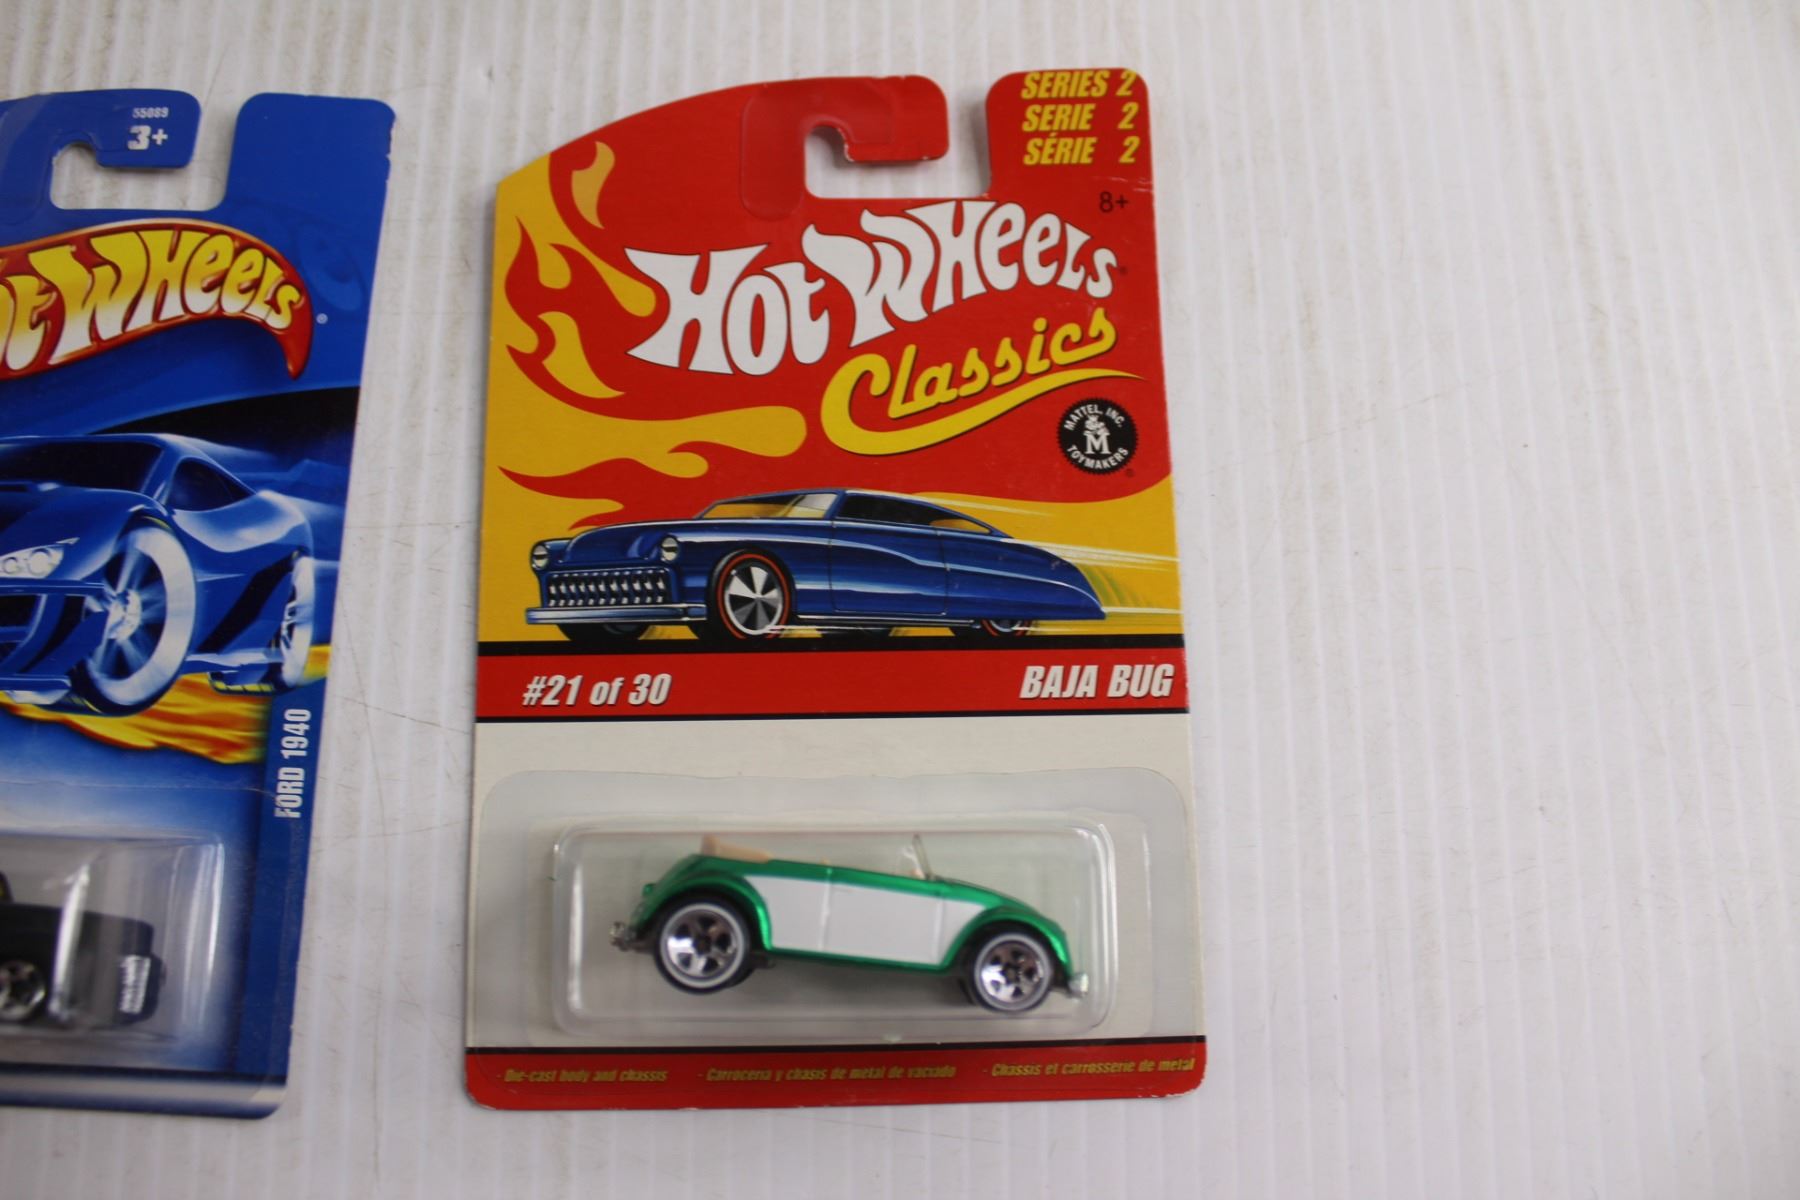 55089
3+
Hot Wheels
FORD 1940
SERIES 2
SERIE 2
SÉRIE 2
8+
Hot Wheels
Classics
MATTEL, INC.
M
TOYMAKERS
#21 of 30
BAJA BUG
- Die-cast body and chassis - Carrocería y chasis de metal de vaciado - Châssis et carrosserie de metal